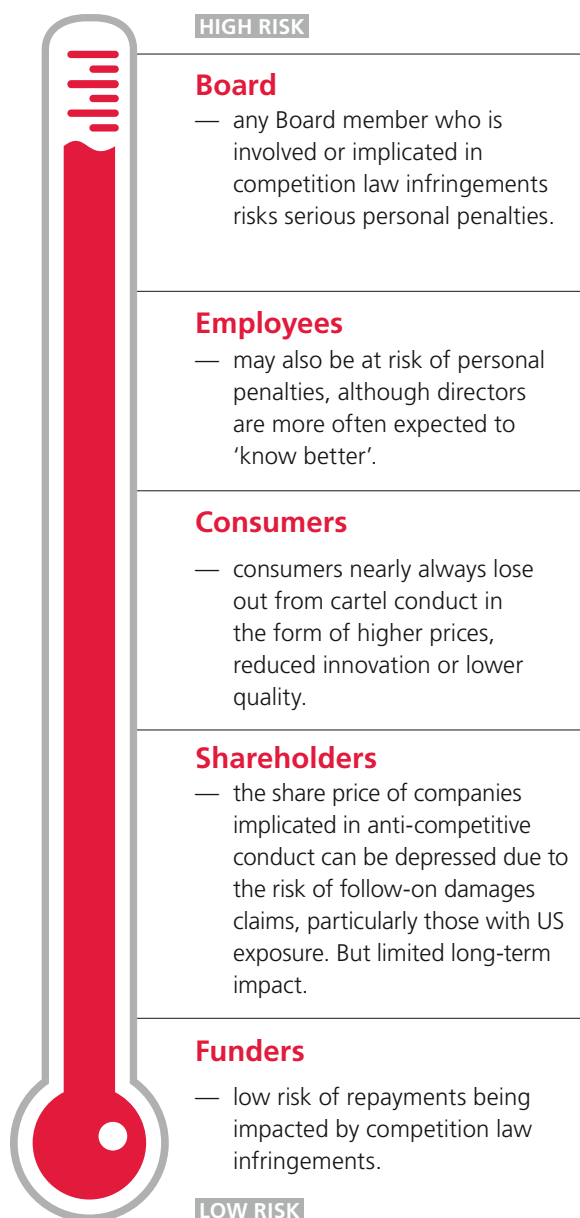 HIGH RISK
Board
— any Board member who is
involved or implicated in
competition law infringements
risks serious personal penalties.
Employees
— may also be at risk of personal
penalties, although directors
are more often expected to
‘know better’.
Consumers
— consumers nearly always lose
out from cartel conduct in
the form of higher prices,
reduced innovation or lower
quality.
Shareholders
— the share price of companies
implicated in anti-competitive
conduct can be depressed due to
the risk of follow-on damages
claims, particularly those with US
exposure. But limited long-term
impact.
Funders
— low risk of repayments being
impacted by competition law
infringements.
LOW RISK